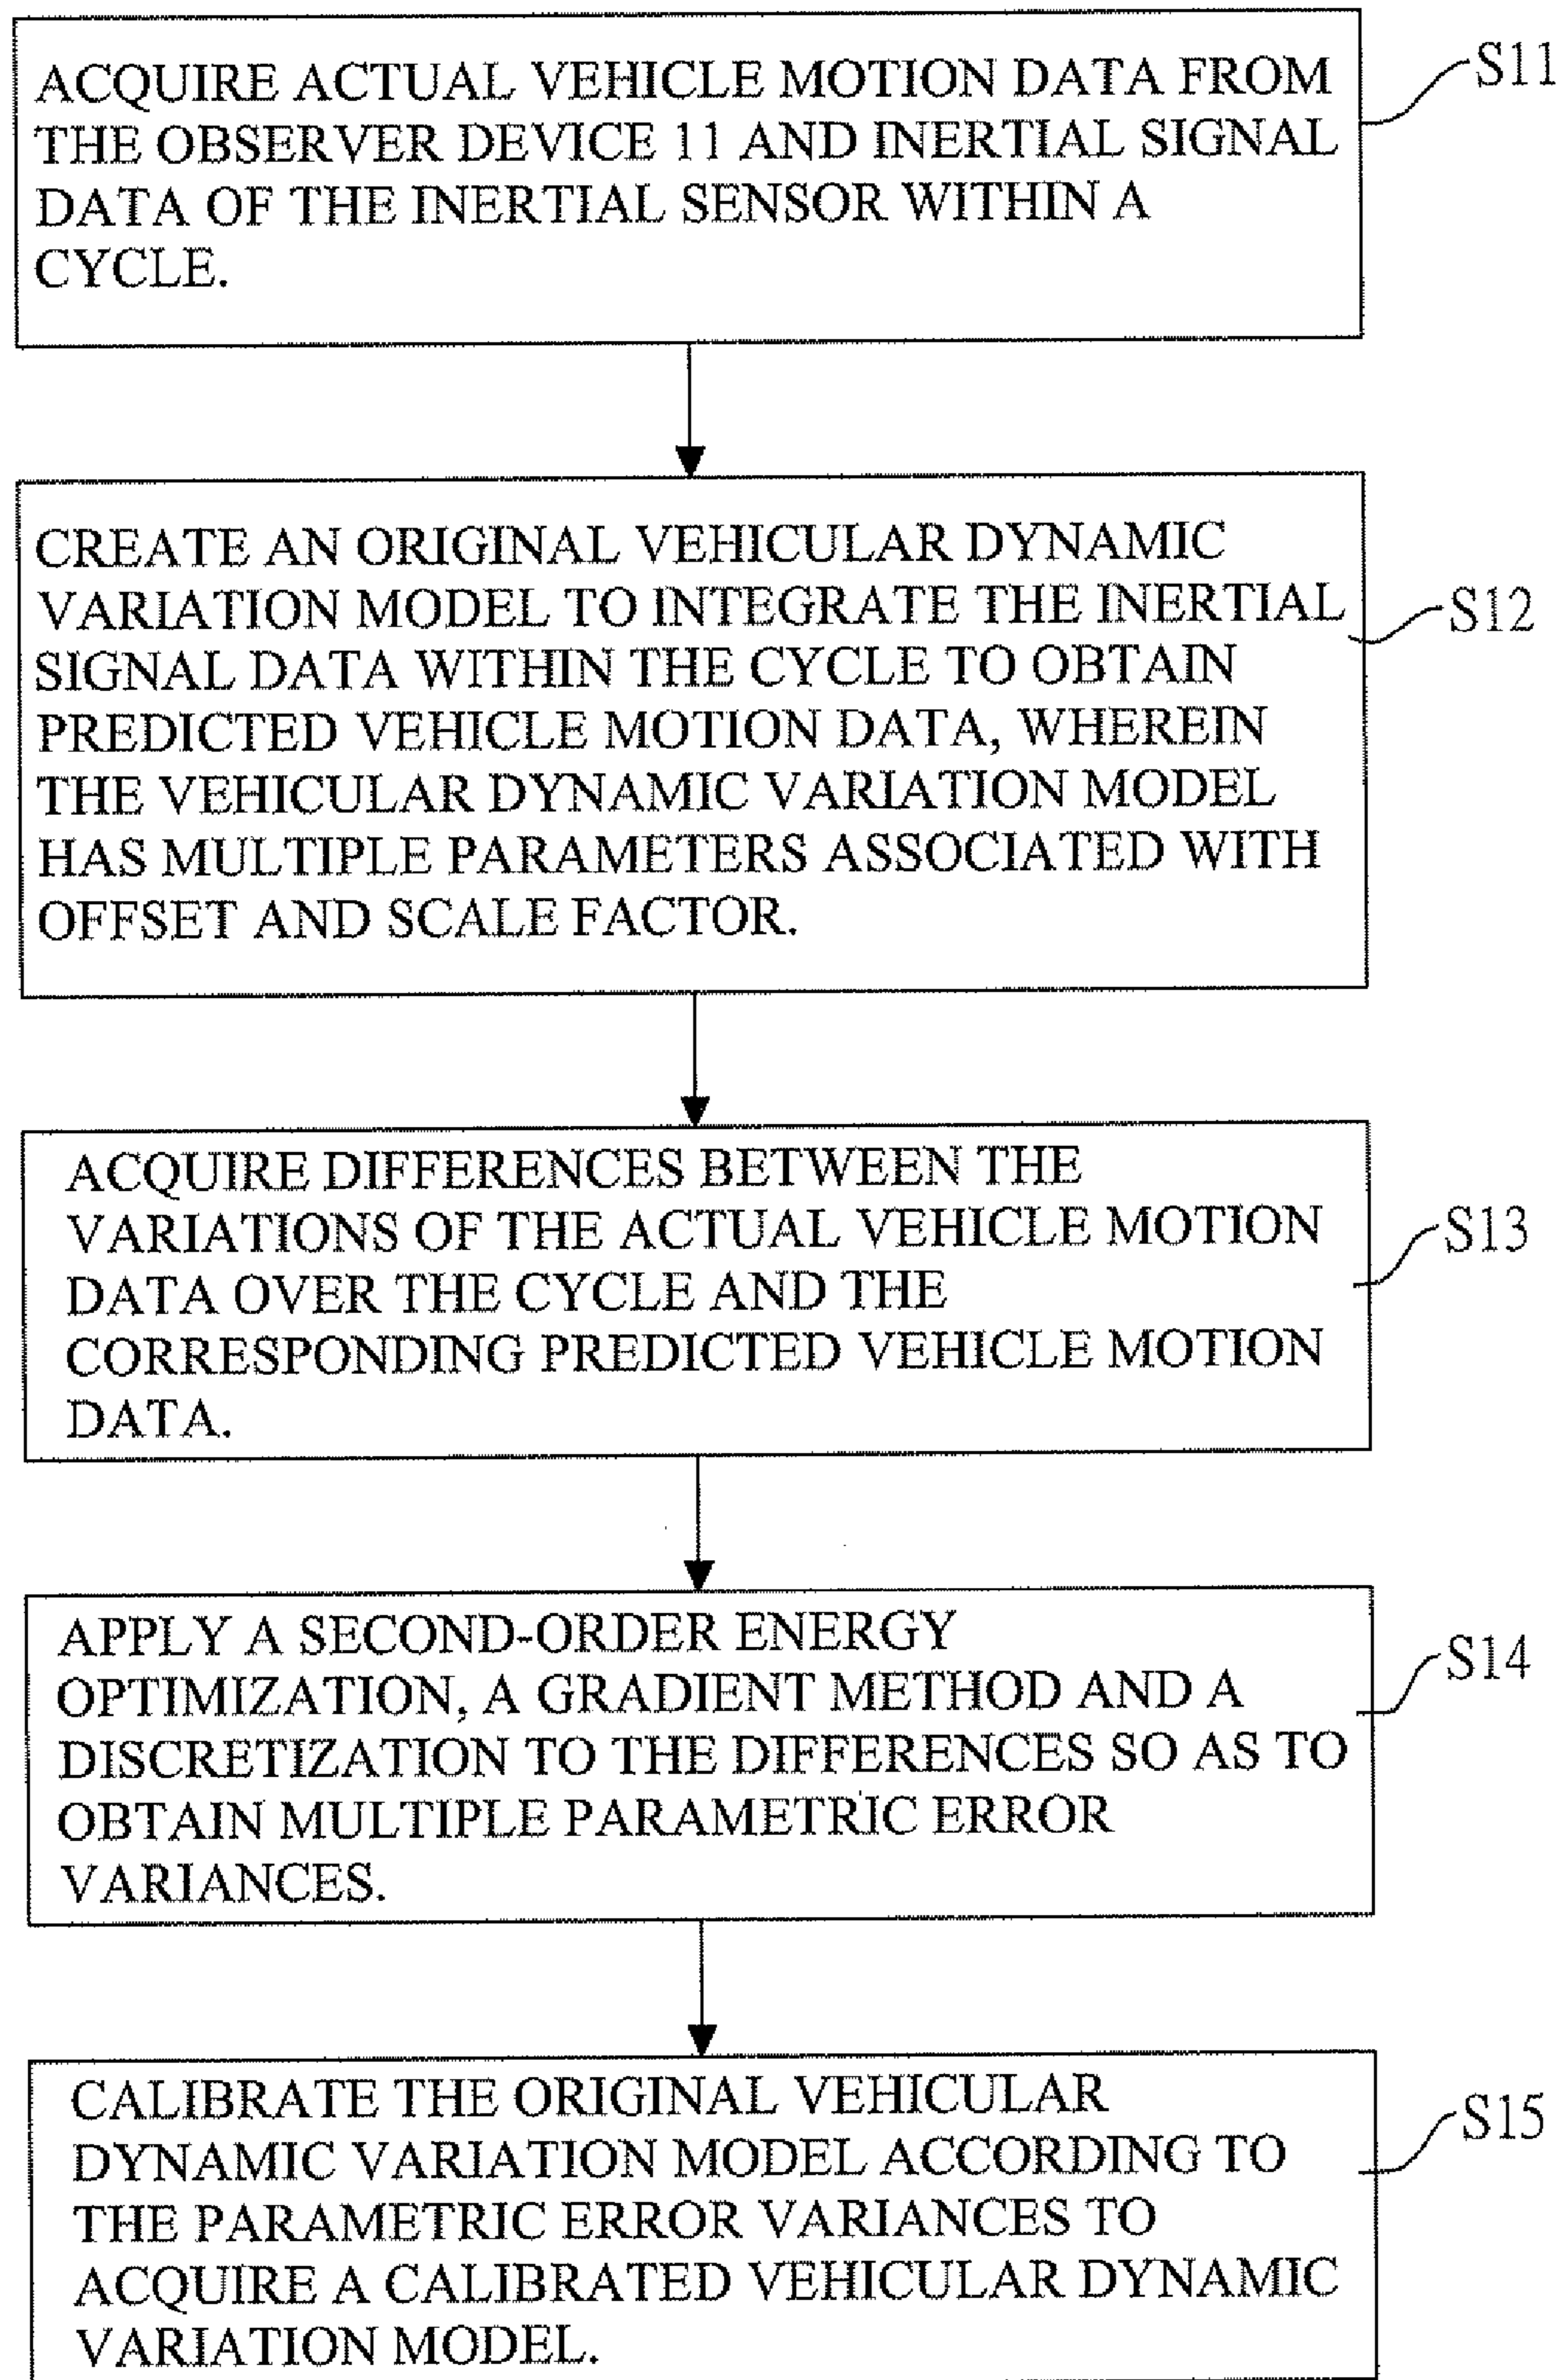 ACQUIRE ACTUAL VEHICLE MOTION DATA FROM
THE OBSERVER DEVICE 11 AND INERTIAL SIGNAL
DATA OF THE INERTIAL SENSOR WITHIN A
CYCLE.
S11
CREATE AN ORIGINAL VEHICULAR DYNAMIC
VARIATION MODEL TO INTEGRATE THE INERTIAL
SIGNAL DATA WITHIN THE CYCLE TO OBTAIN
PREDICTED VEHICLE MOTION DATA, WHEREIN
THE VEHICULAR DYNAMIC VARIATION MODEL
HAS MULTIPLE PARAMETERS ASSOCIATED WITH
OFFSET AND SCALE FACTOR.
S12
ACQUIRE DIFFERENCES BETWEEN THE
VARIATIONS OF THE ACTUAL VEHICLE MOTION
DATA OVER THE CYCLE AND THE
CORRESPONDING PREDICTED VEHICLE MOTION
DATA.
S13
APPLY A SECOND-ORDER ENERGY
OPTIMIZATION, A GRADIENT METHOD AND A
DISCRETIZATION TO THE DIFFERENCES SO AS TO
OBTAIN MULTIPLE PARAMETRIC ERROR
VARIANCES.
S14
CALIBRATE THE ORIGINAL VEHICULAR
DYNAMIC VARIATION MODEL ACCORDING TO
THE PARAMETRIC ERROR VARIANCES TO
ACQUIRE A CALIBRATED VEHICULAR DYNAMIC
VARIATION MODEL.
S15